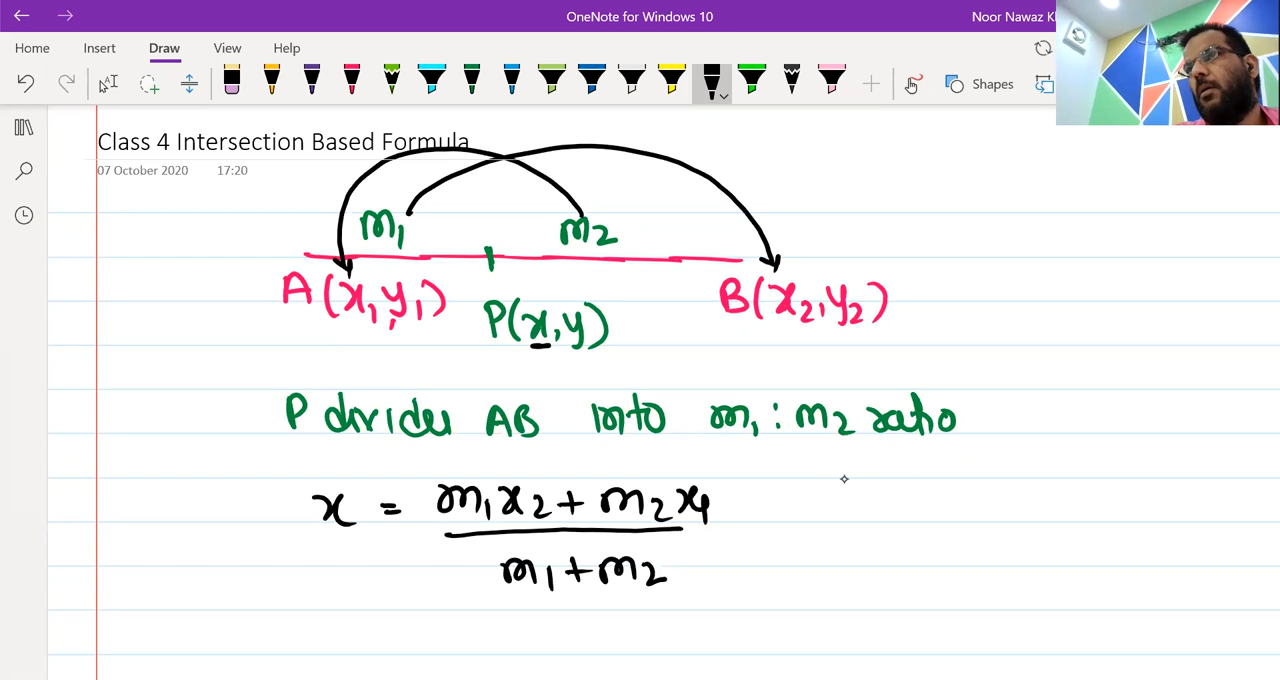 OneNote for Windows 10
Noor Nawaz Kh
Home Insert Draw View Help
Shapes
Class 4 Intersection Based Formula
07 October 2020 17:20
m₁ m₂
A(x₁,y₁) P(x,y) B(x₂,y₂)
P divides AB into m₁ : m₂ ratio
x = m₁x₂ + m₂x₁
m₁ + m₂